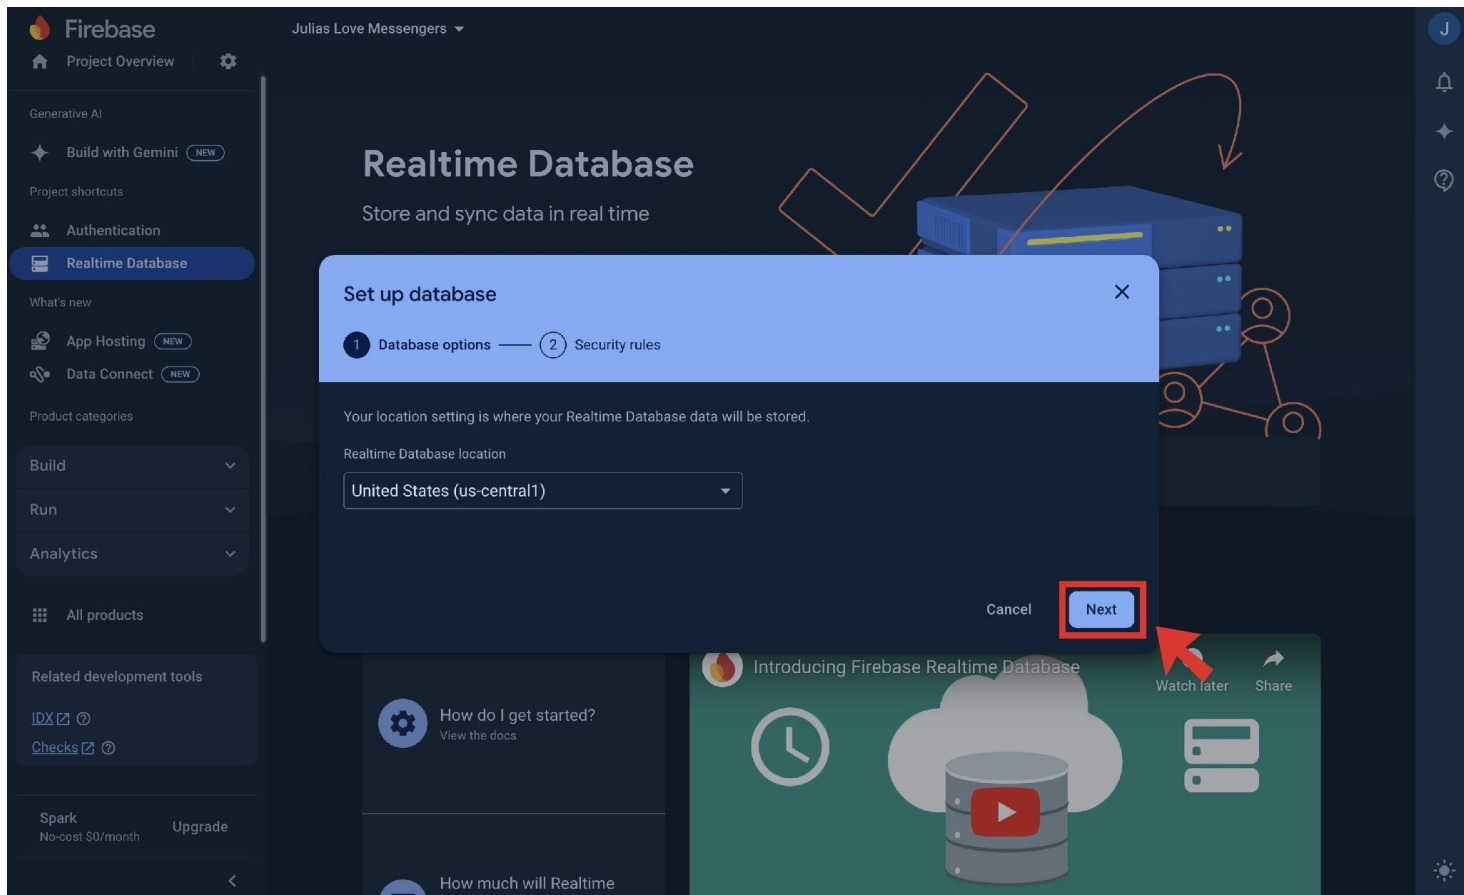 Firebase
Project Overview
Generative AI
Build with Gemini NEW
Project shortcuts
Authentication
Realtime Database
What's new
App Hosting NEW
Data Connect NEW
Product categories
Build
Run
Analytics
All products
Related development tools
IDX
Checks
Spark
No-cost $0/month
Upgrade
Julias Love Messengers
J
Realtime Database
Store and sync data in real time
Set up database
1 Database options
2 Security rules
Your location setting is where your Realtime Database data will be stored.
Realtime Database location
United States (us-central1)
Cancel Next
How do I get started?
View the docs
How much will Realtime
Introducing Firebase Realtime Database
Watch later Share